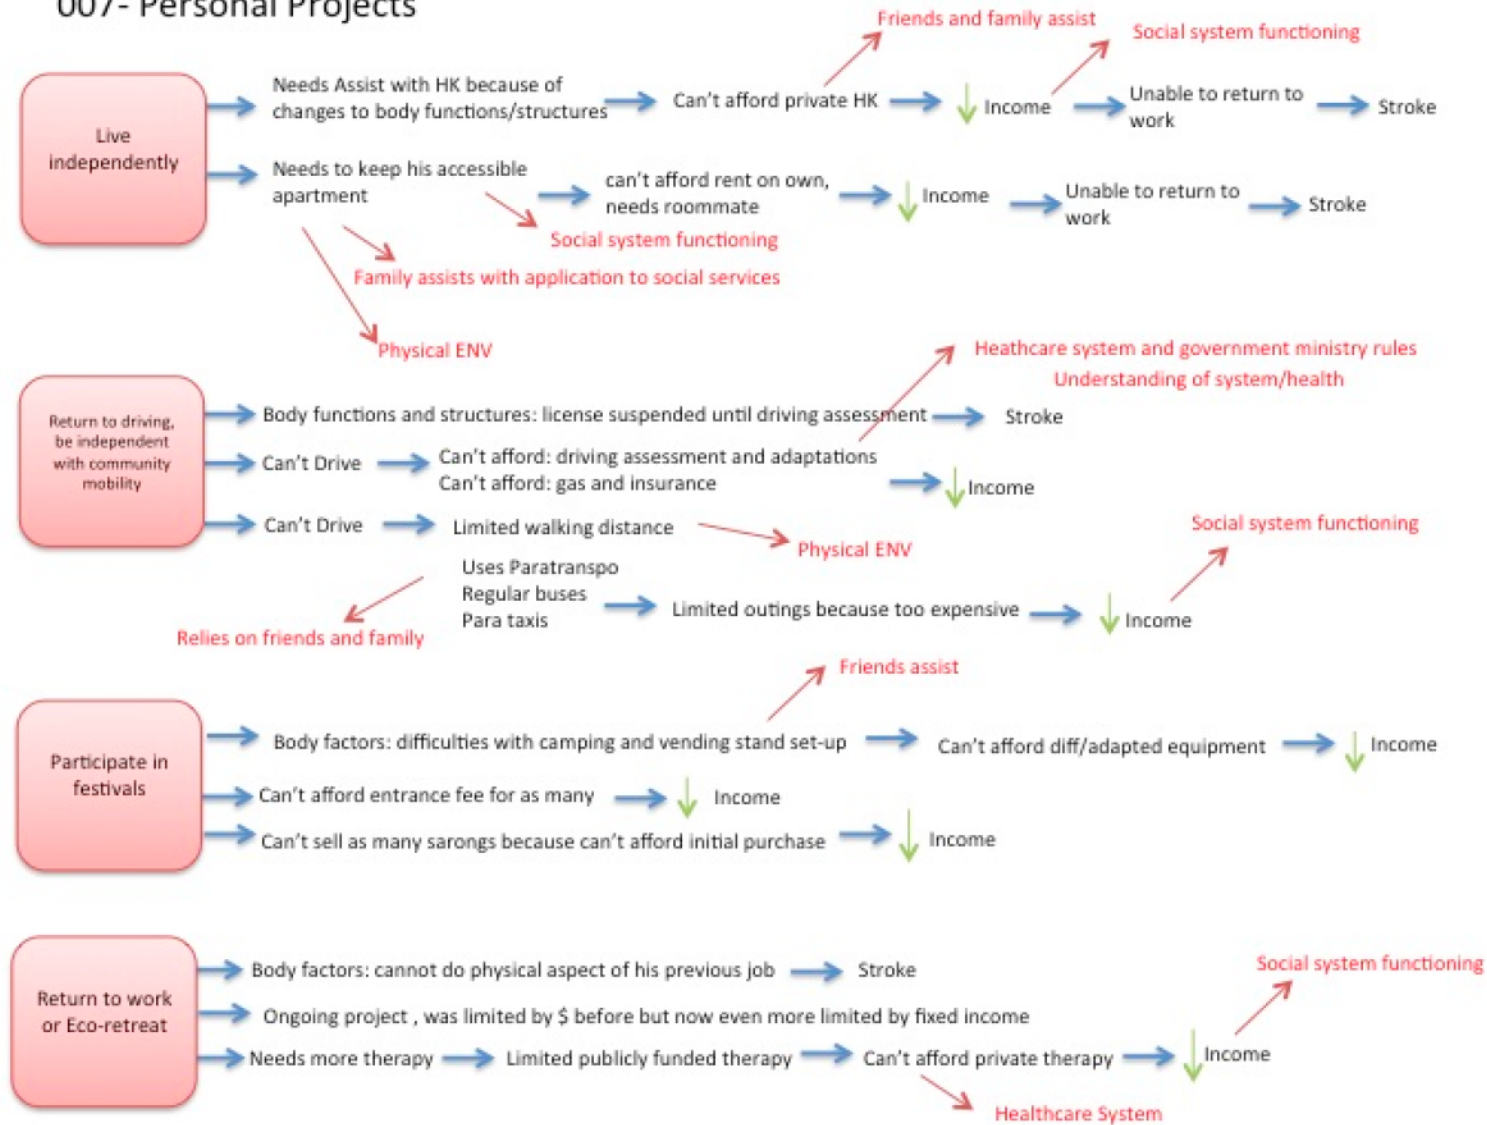 007- Personal Projects
Friends and family assist
Social system functioning
Live
independently
Needs Assist with HK because of
changes to body functions/structures
Can't afford private HK
Income
Unable to return to
work
Stroke
Needs to keep his accessible
apartment
can't afford rent on own,
needs roommate
Income
Unable to return to
work
Stroke
Social system functioning
Family assists with application to social services
Physical ENV
Heathcare system and government ministry rules
Understanding of system/health
Return to driving,
be independent
with community
mobility
Body functions and structures: license suspended until driving assessment
Stroke
Can't Drive
Can't afford: driving assessment and adaptations
Can't afford: gas and insurance
Income
Can't Drive
Limited walking distance
Physical ENV
Social system functioning
Uses Paratranspo
Regular buses
Para taxis
Limited outings because too expensive
Income
Relies on friends and family
Friends assist
Participate in
festivals
Body factors: difficulties with camping and vending stand set-up
Can't afford diff/adapted equipment
Income
Can't afford entrance fee for as many
Income
Can't sell as many sarongs because can't afford initial purchase
Income
Return to work
or Eco-retreat
Body factors: cannot do physical aspect of his previous job
Stroke
Social system functioning
Ongoing project , was limited by $ before but now even more limited by fixed income
Needs more therapy
Limited publicly funded therapy
Can't afford private therapy
Income
Healthcare System